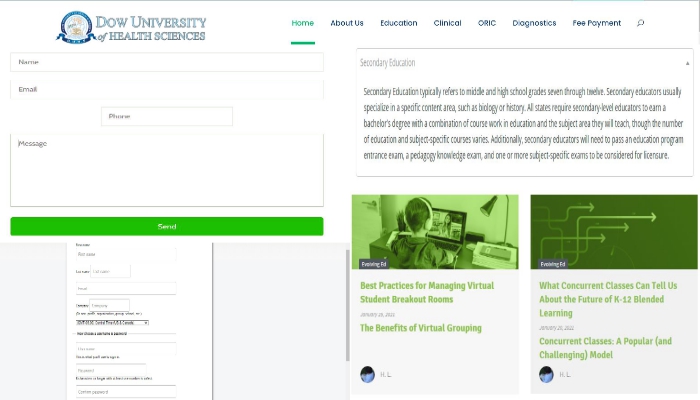 DOW UNIVERSITY
of HEALTH SCIENCES
Home About Us Education Clinical ORIC Diagnostics Fee Payment
Name
Email
Phone
Message
Send
Secondary Education
Secondary Education typically refers to middle and high school grades seven through twelve. Secondary educators usually
specialize in a specific content area, such as biology or history. All states require secondary-level educators to earn a
bachelor's degree with a combination of course work in education and the subject area they will teach, though the number
of education and subject-specific courses varies. Additionally, secondary educators will need to pass an education program
entrance exam, a pedagogy knowledge exam, and one or more subject-specific exams to be considered for licensure.
First name
Email
Password
Confirm password
Evolving Ed
Best Practices for Managing Virtual
Student Breakout Rooms
The Benefits of Virtual Grouping
H. L.
Evolving Ed
What Concurrent Classes Can Tell Us
About the Future of K-12 Blended
Learning
Concurrent Classes: A Popular (and
Challenging) Model
H. L.